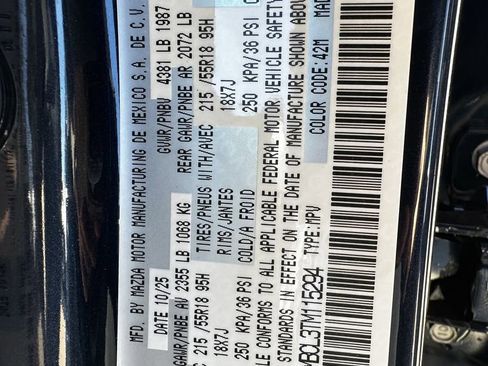 MFD. BY MAZDA MOTOR MANUFACTURING DE MEXICO S.A. DE C.V.
DATE 10/25 GVWR/PNBV 4381 LB 1987
GAWR/PNBE AV 2355 LB 1068 KG REAR GAWR/PNBE AR 2072 LB
215/55R18 95H TIRES/PNEUS WITH/AVEC 215/55R18 95H
18X7J RIMS/JANTES 18X7J
250 KPA/36 PSI COLD/A FROID 250 KPA/36 PSI
CONFORMS TO ALL APPLICABLE FEDERAL MOTOR VEHICLE SAFETY
STANDARDS IN EFFECT ON THE DATE OF MANUFACTURE SHOWN ABOVE
MBCL3TM115294 TYPE: MPV COLOR CODE: 42M MAD